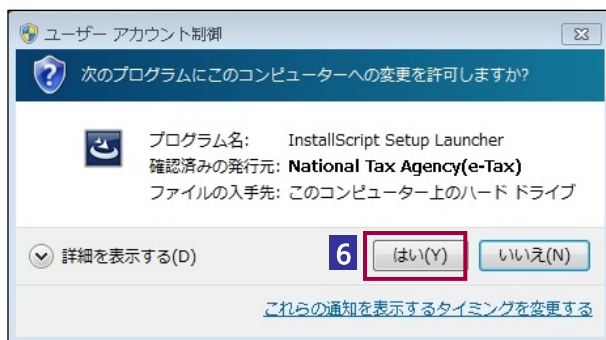 ユーザー アカウント制御
次のプログラムにこのコンピューターへの変更を許可しますか?
プログラム名: InstallScript Setup Launcher
確認済みの発行元: National Tax Agency(e-Tax)
ファイルの入手先: このコンピューター上のハード ドライブ
詳細を表示する(D) 6 はい(Y) いいえ(N)
これらの通知を表示するタイミングを変更する